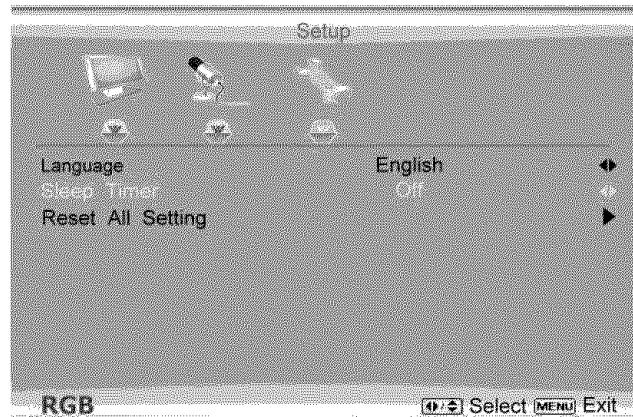 Setup
Language English
Sleep Timer Off
Reset All Setting
RGB Select MENU Exit